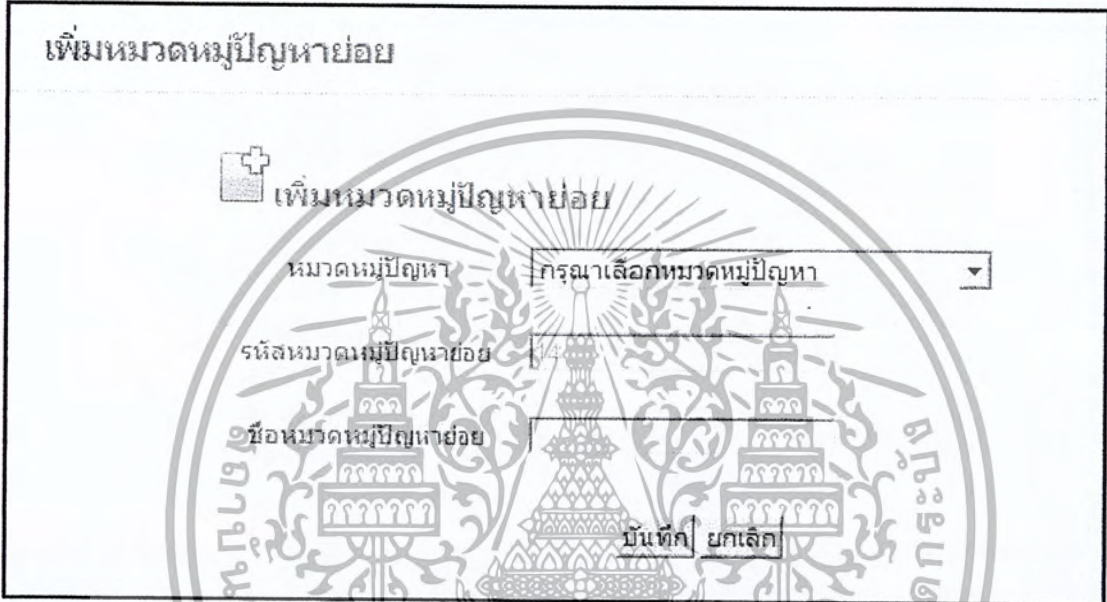 เพิ่มหมวดหมู่ปัญหาย่อย
เพิ่มหมวดหมู่ปัญหาย่อย
หมวดหมู่ปัญหา กรุณาเลือกหมวดหมู่ปัญหา
รหัสหมวดหมู่ปัญหาย่อย 14
ชื่อหมวดหมู่ปัญหาย่อย
บันทึก ยกเลิก